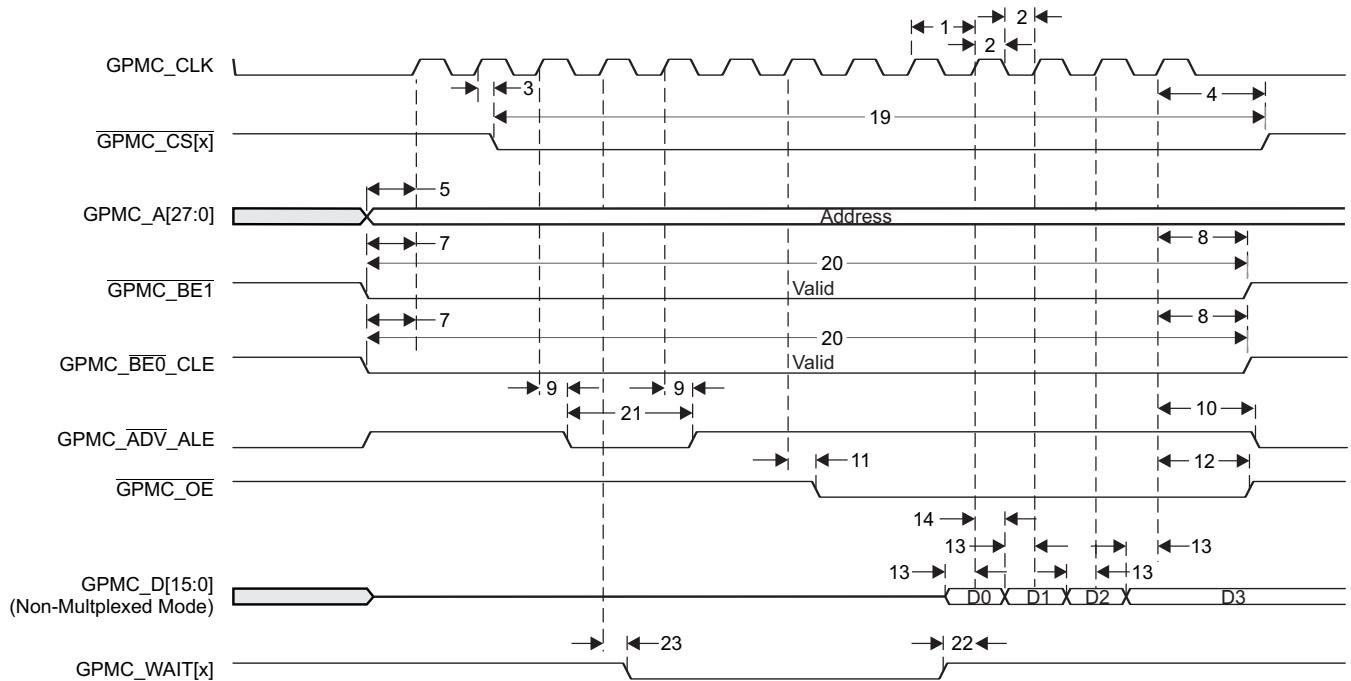 2
1
2
GPMC_CLK
3
4
19
GPMC_CS[x]
5
GPMC_A[27:0]
Address
7
8
20
GPMC_BE1
Valid
7
8
20
GPMC_BE0_CLE
Valid
9
9
21
10
GPMC_ADV_ALE
11
12
GPMC_OE
14
13
13
13
13
GPMC_D[15:0]
(Non-Multplexed Mode)
D0
D1
D2
D3
23
22
GPMC_WAIT[x]